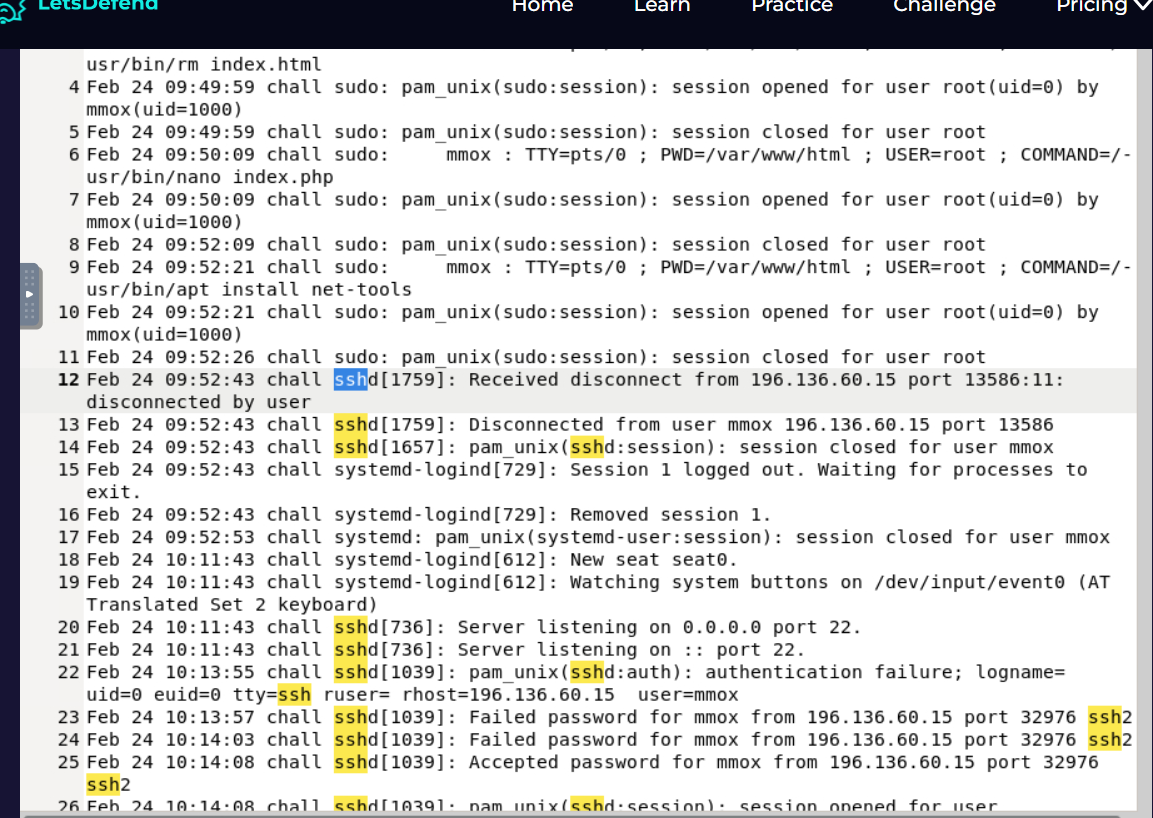 LetsDefend
Home Learn Practice Challenge Pricing
usr/bin/rm index.html
4 Feb 24 09:49:59 chall sudo: pam_unix(sudo:session): session opened for user root(uid=0) by
mmox(uid=1000)
5 Feb 24 09:49:59 chall sudo: pam_unix(sudo:session): session closed for user root
6 Feb 24 09:50:09 chall sudo:     mmox : TTY=pts/0 ; PWD=/var/www/html ; USER=root ; COMMAND=/-
usr/bin/nano index.php
7 Feb 24 09:50:09 chall sudo: pam_unix(sudo:session): session opened for user root(uid=0) by
mmox(uid=1000)
8 Feb 24 09:52:09 chall sudo: pam_unix(sudo:session): session closed for user root
9 Feb 24 09:52:21 chall sudo:     mmox : TTY=pts/0 ; PWD=/var/www/html ; USER=root ; COMMAND=/-
usr/bin/apt install net-tools
10 Feb 24 09:52:21 chall sudo: pam_unix(sudo:session): session opened for user root(uid=0) by
mmox(uid=1000)
11 Feb 24 09:52:26 chall sudo: pam_unix(sudo:session): session closed for user root
12 Feb 24 09:52:43 chall sshd[1759]: Received disconnect from 196.136.60.15 port 13586:11:
disconnected by user
13 Feb 24 09:52:43 chall sshd[1759]: Disconnected from user mmox 196.136.60.15 port 13586
14 Feb 24 09:52:43 chall sshd[1657]: pam_unix(sshd:session): session closed for user mmox
15 Feb 24 09:52:43 chall systemd-logind[729]: Session 1 logged out. Waiting for processes to
exit.
16 Feb 24 09:52:43 chall systemd-logind[729]: Removed session 1.
17 Feb 24 09:52:53 chall systemd: pam_unix(systemd-user:session): session closed for user mmox
18 Feb 24 10:11:43 chall systemd-logind[612]: New seat seat0.
19 Feb 24 10:11:43 chall systemd-logind[612]: Watching system buttons on /dev/input/event0 (AT
Translated Set 2 keyboard)
20 Feb 24 10:11:43 chall sshd[736]: Server listening on 0.0.0.0 port 22.
21 Feb 24 10:11:43 chall sshd[736]: Server listening on :: port 22.
22 Feb 24 10:13:55 chall sshd[1039]: pam_unix(sshd:auth): authentication failure; logname=
uid=0 euid=0 tty=ssh ruser= rhost=196.136.60.15  user=mmox
23 Feb 24 10:13:57 chall sshd[1039]: Failed password for mmox from 196.136.60.15 port 32976 ssh2
24 Feb 24 10:14:03 chall sshd[1039]: Failed password for mmox from 196.136.60.15 port 32976 ssh2
25 Feb 24 10:14:08 chall sshd[1039]: Accepted password for mmox from 196.136.60.15 port 32976
ssh2
26 Feb 24 10:14:08 chall sshd[1039]: pam_unix(sshd:session): session opened for user